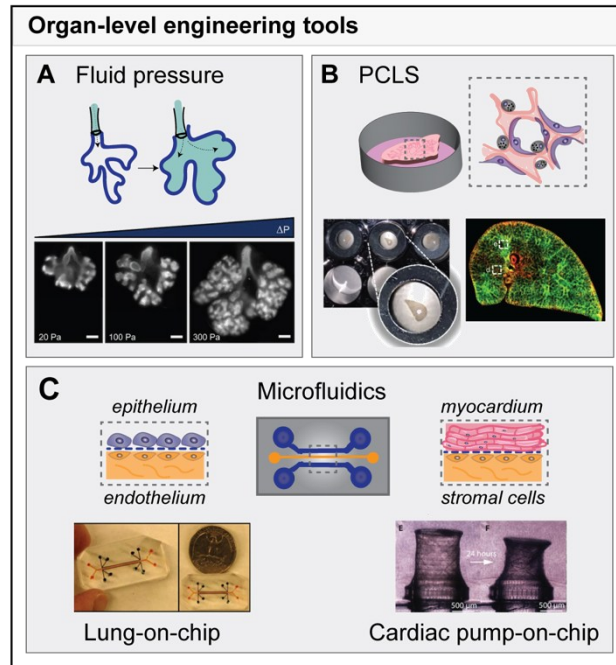 Organ-level engineering tools
A Fluid pressure
ΔP
20 Pa
100 Pa
300 Pa
B PCLS
C Microfluidics
epithelium
endothelium
myocardium
stromal cells
Lung-on-chip
E F
24 hours
500 µm
500 µm
Cardiac pump-on-chip